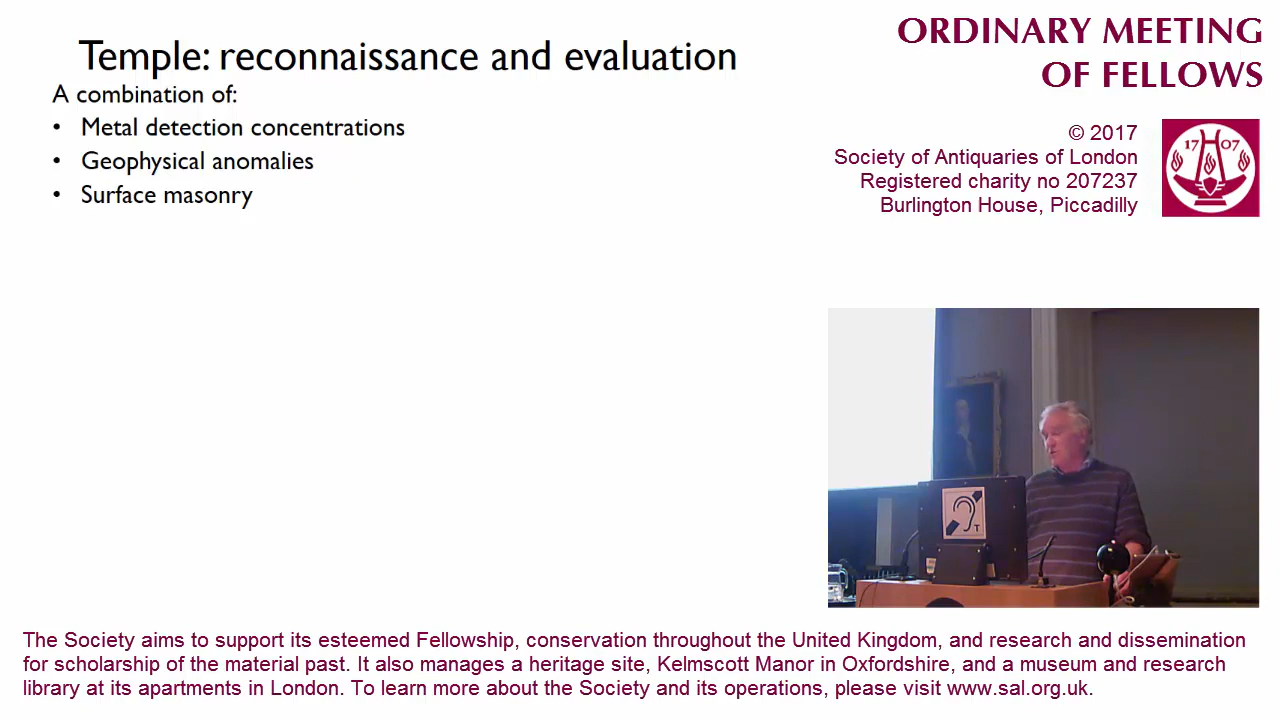 Temple: reconnaissance and evaluation
A combination of:
• Metal detection concentrations
• Geophysical anomalies
• Surface masonry
ORDINARY MEETING
OF FELLOWS
© 2017
Society of Antiquaries of London
Registered charity no 207237
Burlington House, Piccadilly
17 07
T
The Society aims to support its esteemed Fellowship, conservation throughout the United Kingdom, and research and dissemination
for scholarship of the material past. It also manages a heritage site, Kelmscott Manor in Oxfordshire, and a museum and research
library at its apartments in London. To learn more about the Society and its operations, please visit www.sal.org.uk.